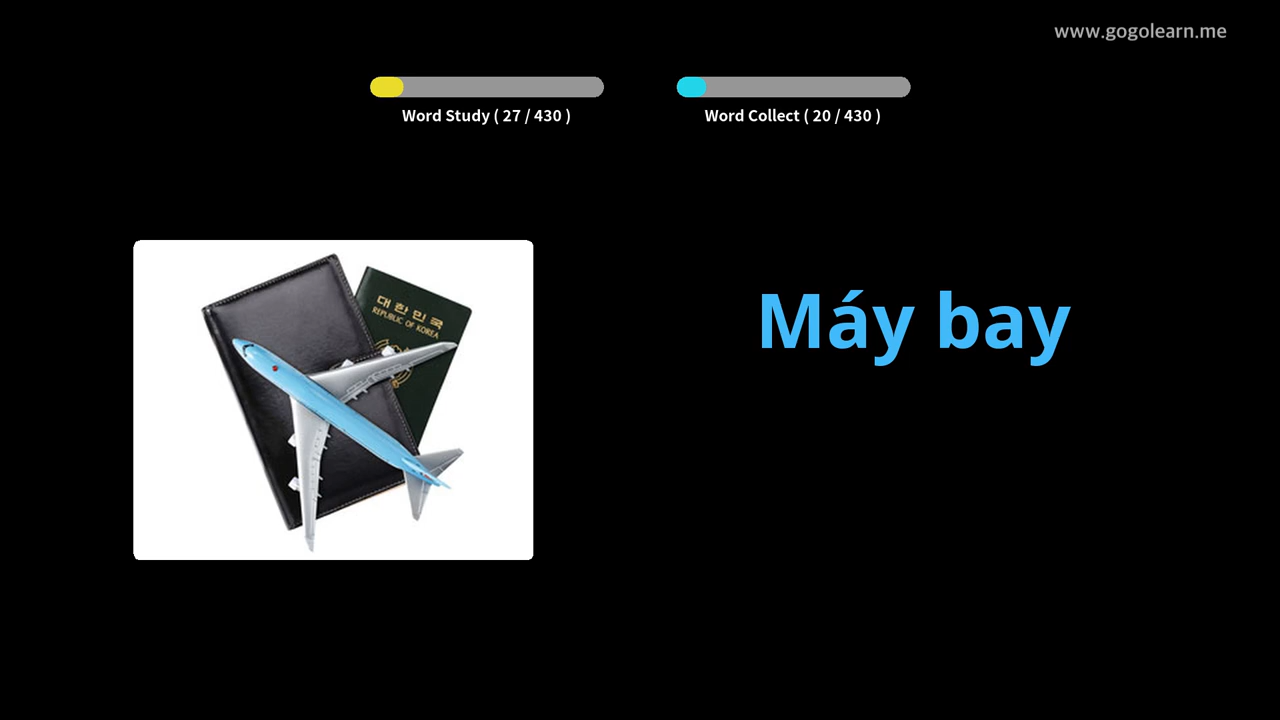 www.gogolearn.me
Word Study ( 27 / 430 )
Word Collect ( 20 / 430 )
대한민국
REPUBLIC OF KOREA
Máy bay